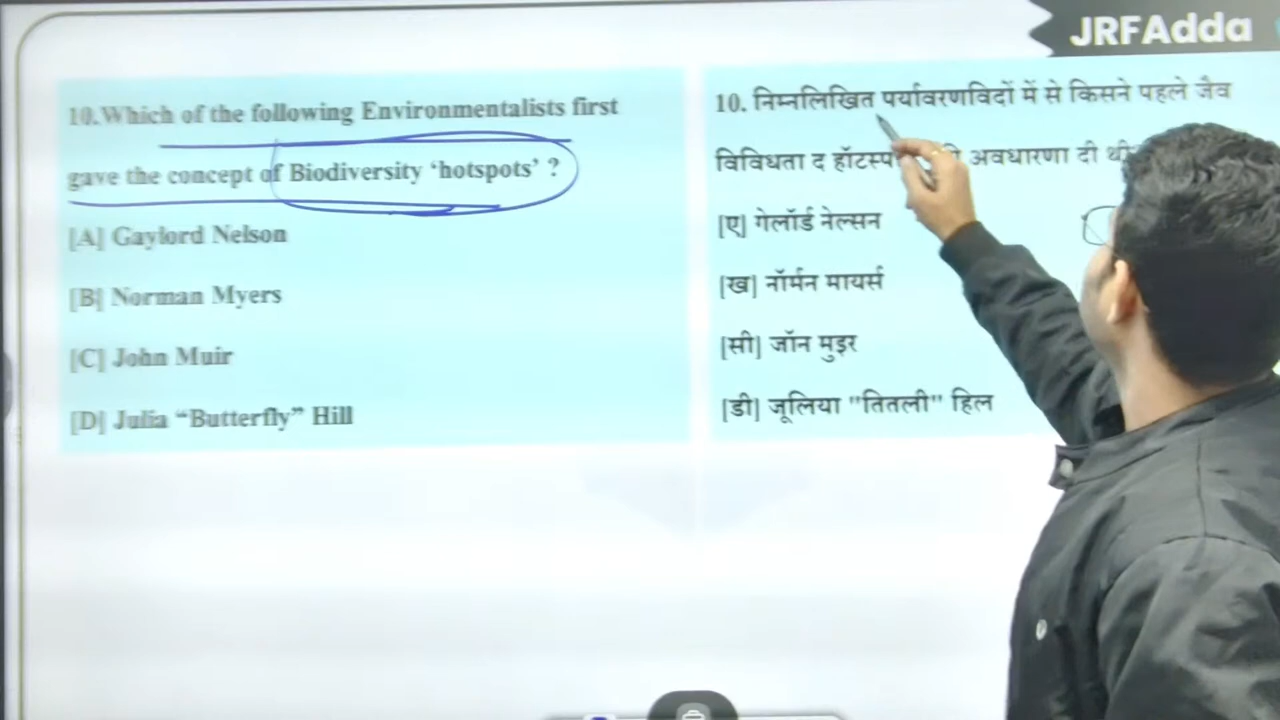 JRFAdda
10.Which of the following Environmentalists first
gave the concept of Biodiversity ‘hotspots’ ?
[A] Gaylord Nelson
[B] Norman Myers
[C] John Muir
[D] Julia “Butterfly” Hill
10. निम्नलिखित पर्यावरणविदों में से किसने पहले जैव
विविधता द अवधारणा दी
[ए] गेलॉर्ड नेल्सन
[ख] नॉर्मन मायर्स
[सी] जॉन मुइर
[डी] जूलिया "तितली" हिल